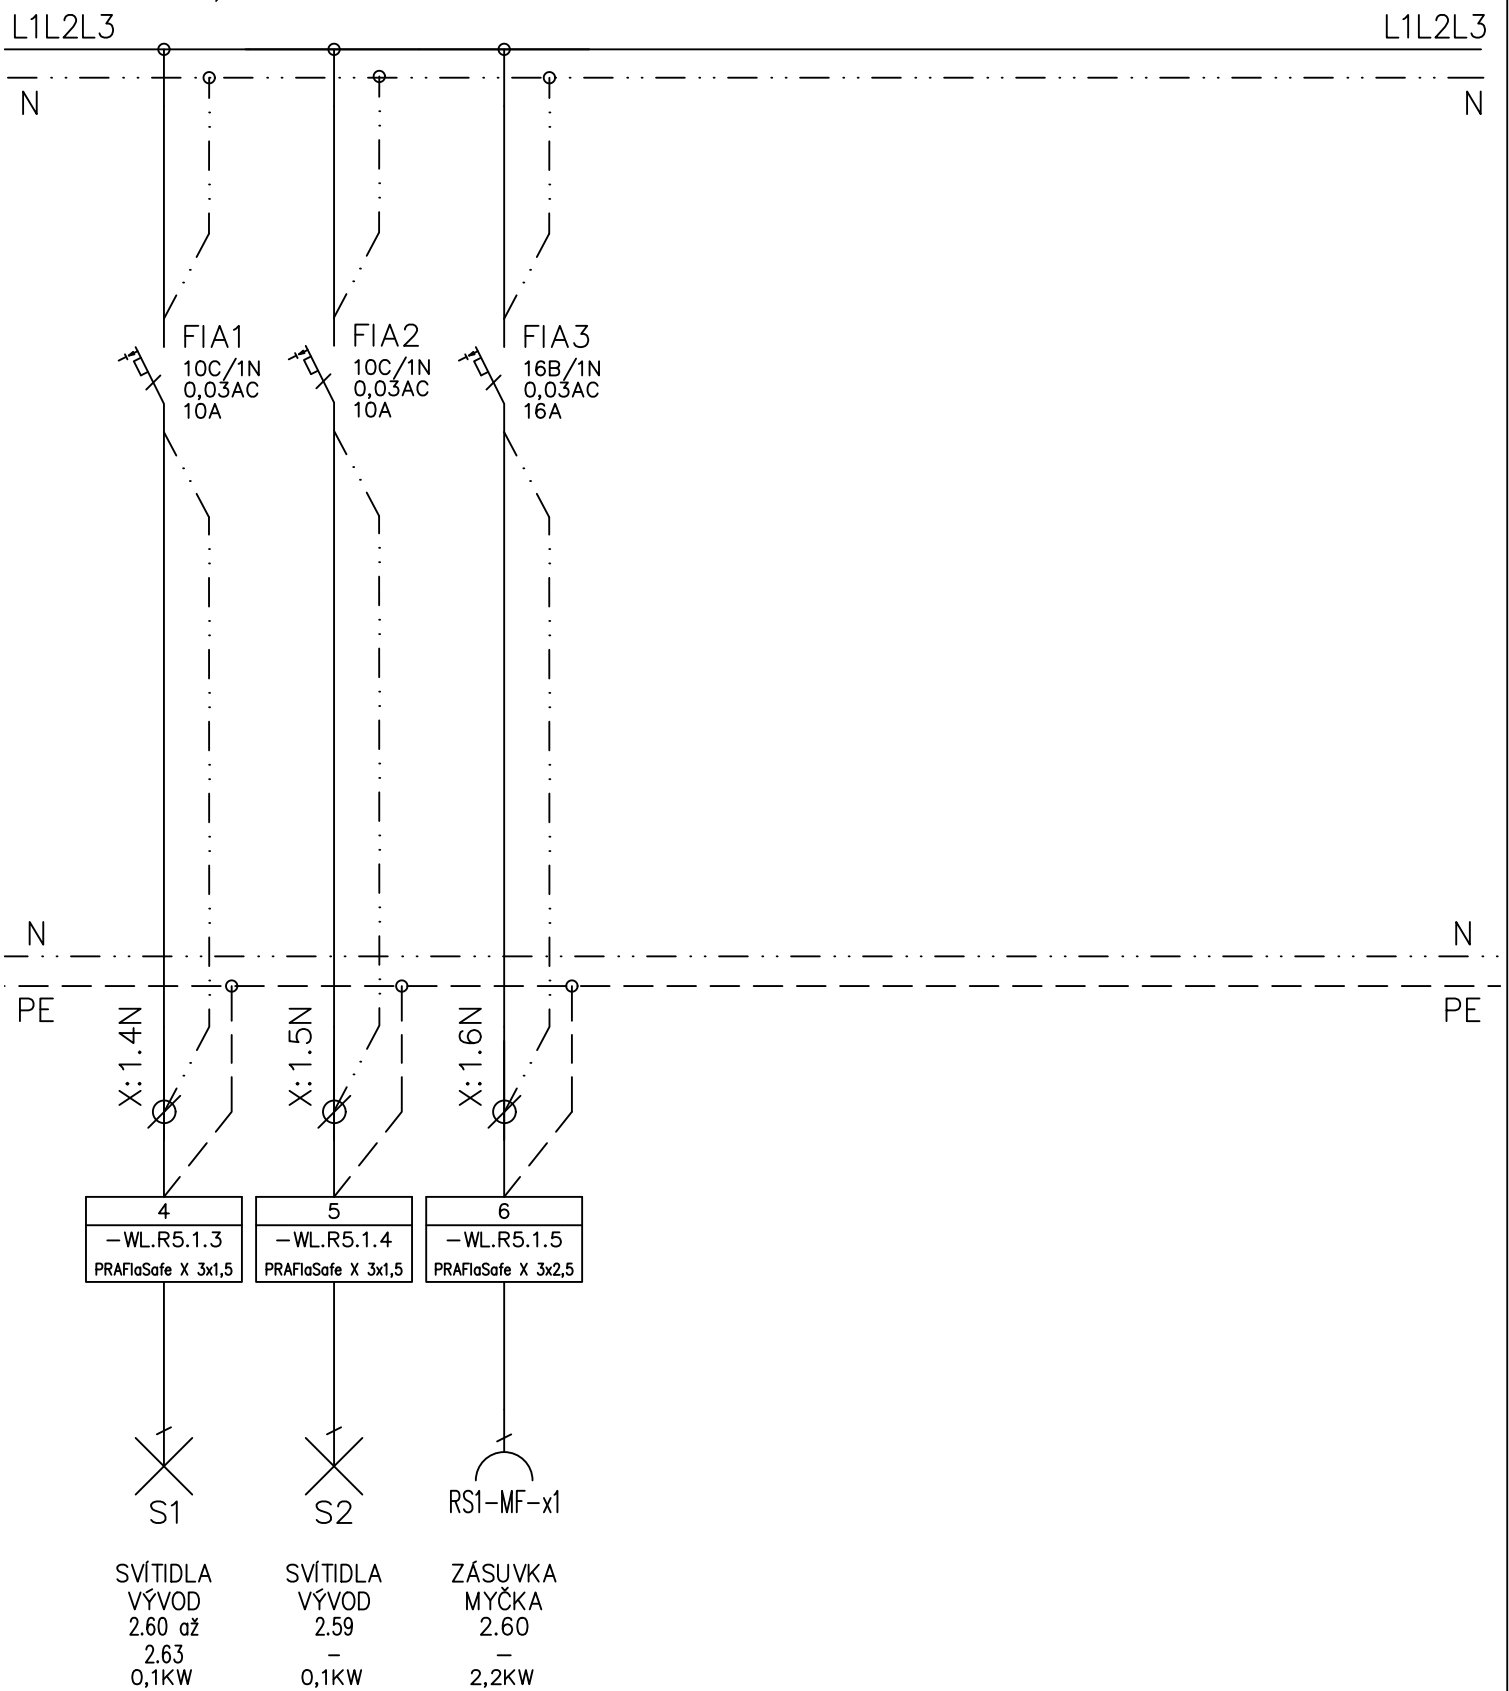 L1L2L3
L1L2L3
N
N
FIA1
10C/1N
0,03AC
10A
FIA2
10C/1N
0,03AC
10A
FIA3
16B/1N
0,03AC
16A
N
N
PE
PE
X:1.4N
X:1.5N
X:1.6N
4
-WL.R5.1.3
PRAFlaSafe X 3x1,5
5
-WL.R5.1.4
PRAFlaSafe X 3x1,5
6
-WL.R5.1.5
PRAFlaSafe X 3x2,5
S1
SVÍTIDLA
VÝVOD
2.60 až
2.63
0,1KW
S2
SVÍTIDLA
VÝVOD
2.59
-
0,1KW
RS1-MF-x1
ZÁSUVKA
MYČKA
2.60
-
2,2KW